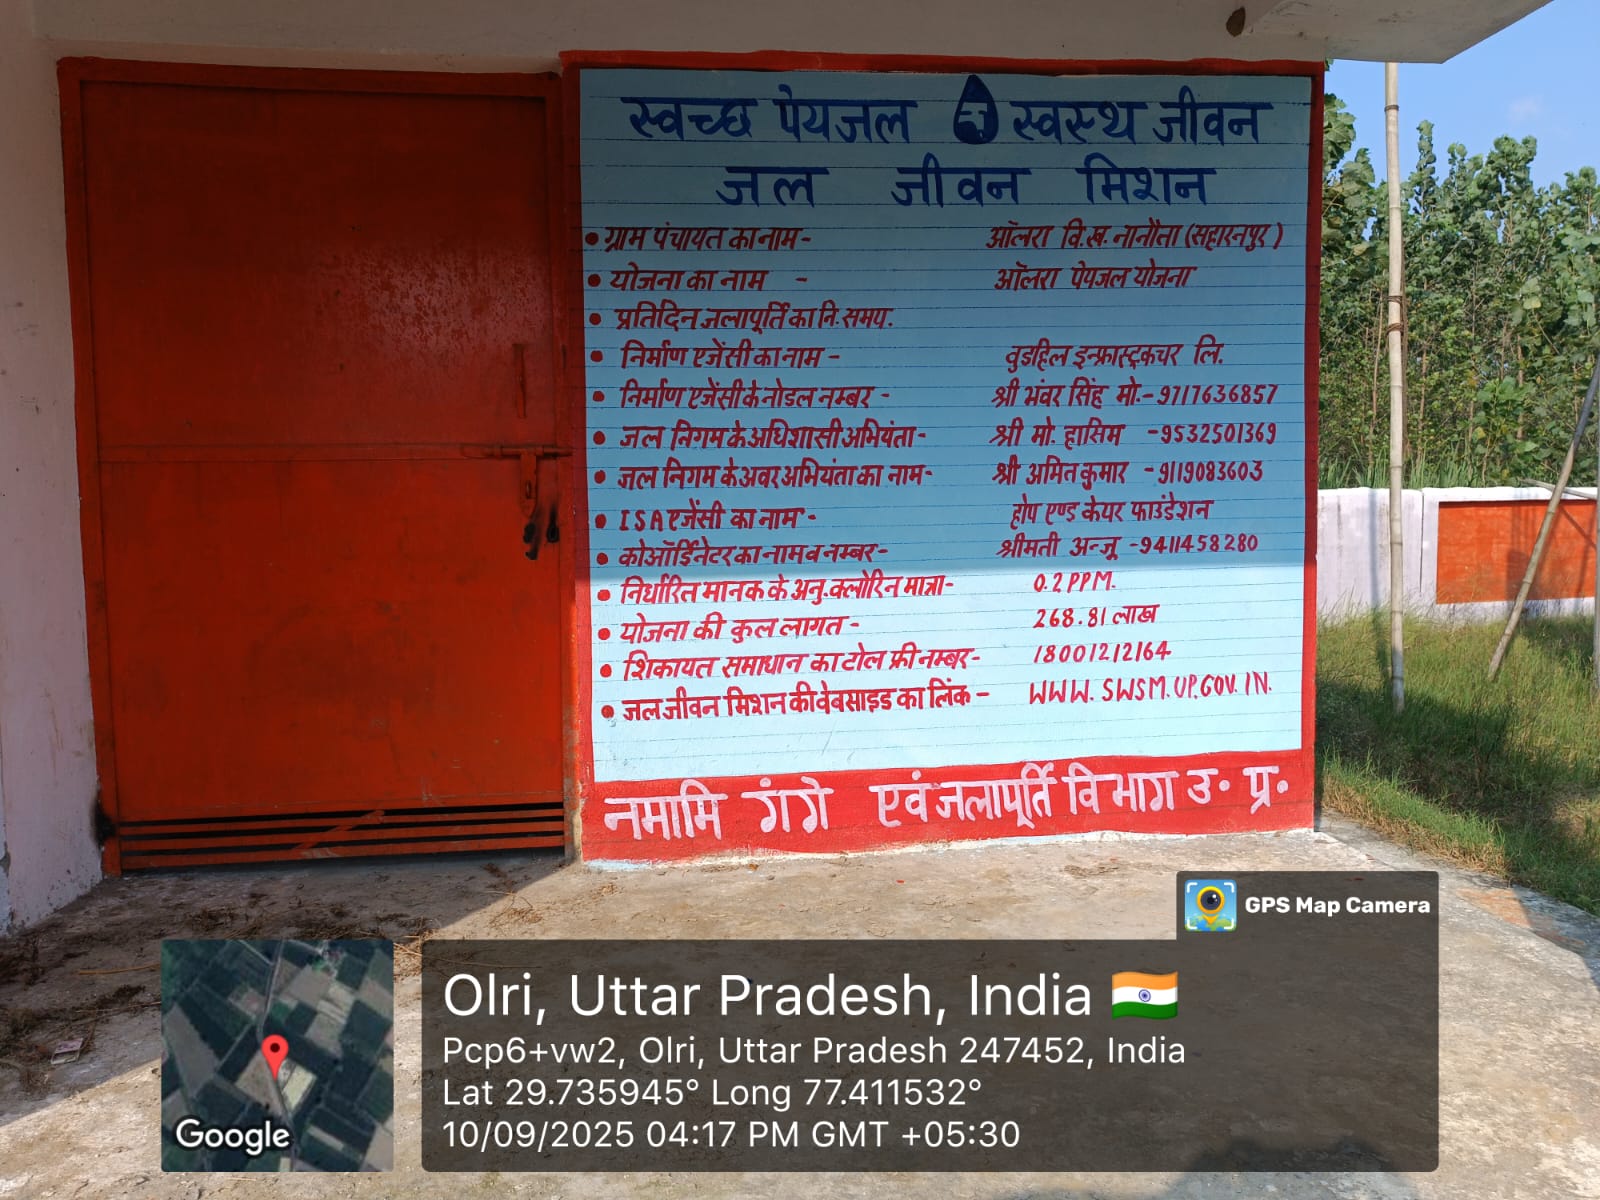 स्वच्छ पेयजल स्वस्थ जीवन
जल जीवन मिशन
• ग्राम पंचायत का नाम- ऑलरा वि.ख. नानौता (सहारनपुर)
• योजना का नाम - ऑलरा पेयजल योजना
• प्रतिदिन जलापूर्ति का नि. समय.
• निर्माण एजेंसी का नाम - वुडहिल इन्फ्रास्ट्रकचर लि.
• निर्माण एजेंसी के नोडल नम्बर - श्री भंवर सिंह मो.- 9717636857
• जल निगम के अधिशासी अभियंता- श्री मो. हासिम -9532501369
• जल निगम के अवर अभियंता का नाम- श्री अमित कुमार -9119083603
• ISA एजेंसी का नाम - होप एण्ड केयर फाउंडेशन
• कोऑर्डिनेटर का नाम व नम्बर- श्रीमती अन्जू -9411458280
• निर्धारित मानक के अनु. क्लोरिन मात्रा- 0.2 PPM.
• योजना की कुल लागत - 268.81 लाख
• शिकायत समाधान का टोल फ्री नम्बर- 18001212164
• जल जीवन मिशन की वेबसाइड का लिंक - WWW.SWSM.UP.GOV.IN.
नमामि गंगे एवं जलापूर्ति विभाग उ॰ प्र॰
GPS Map Camera
Olri, Uttar Pradesh, India
Pcp6+vw2, Olri, Uttar Pradesh 247452, India
Lat 29.735945° Long 77.411532°
10/09/2025 04:17 PM GMT +05:30
Google